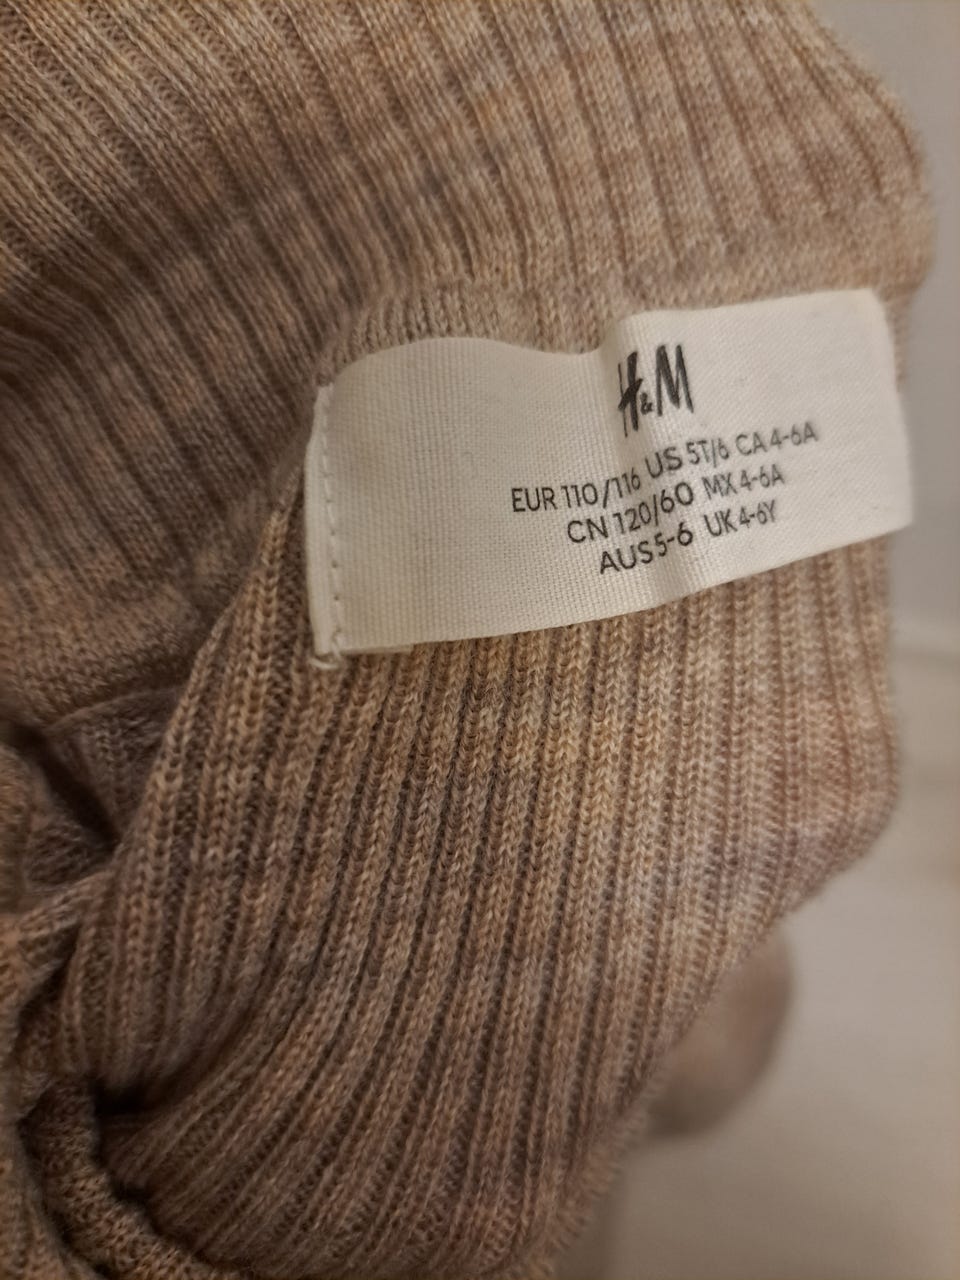 H&M
EUR 110/116 US 5T/6 CA 4-6A
CN 120/60 MX 4-6A
AUS 5-6 UK 4-6Y